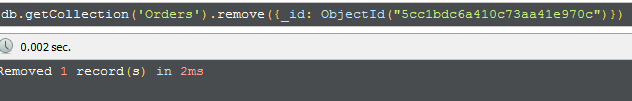 db.getCollection('Orders').remove({_id: ObjectId("5cc1bdc6a410c73aa41e970c")})
0.002 sec.
Removed 1 record(s) in 2ms